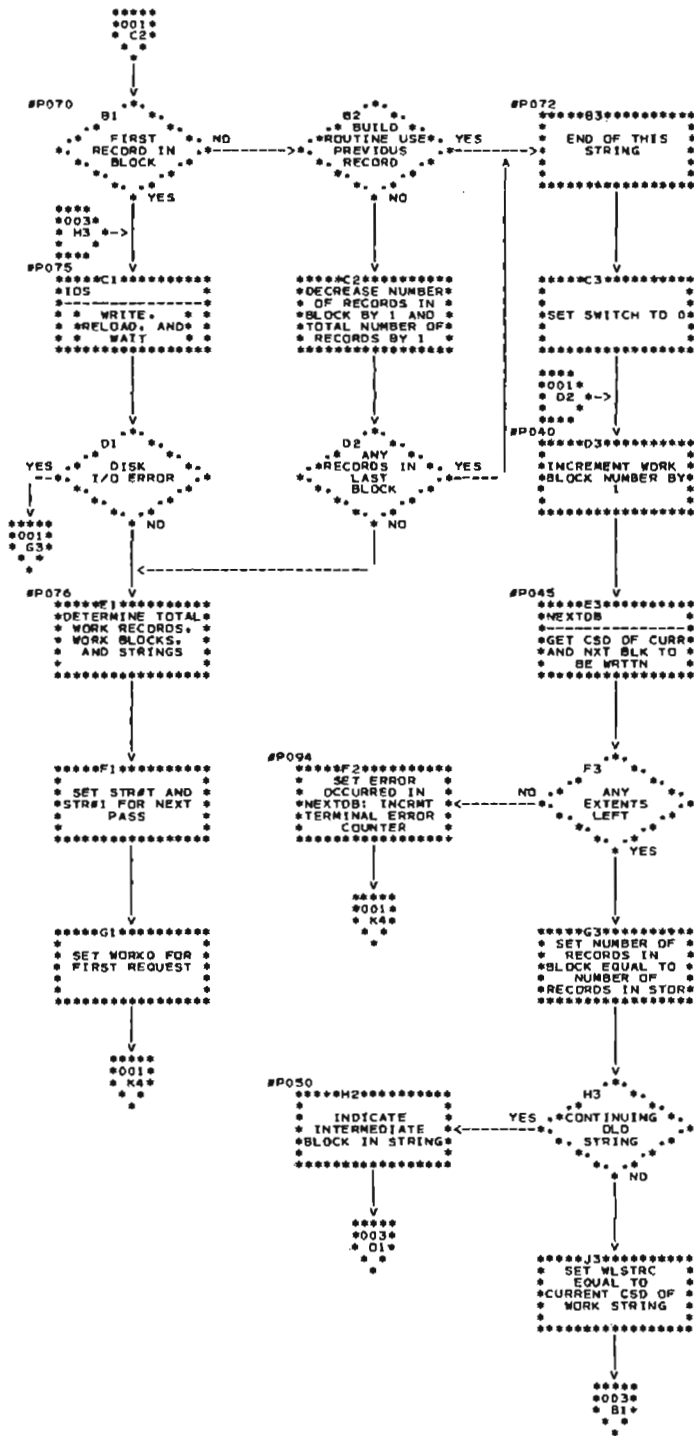 001
C2
#P070
B1
FIRST
RECORD IN
BLOCK
NO
YES
B2
BUILD
ROUTINE USE
PREVIOUS
RECORD
YES
NO
#P072
B3
END OF THIS
STRING
003
H3
#P075
C1
IOS
WRITE,
RELOAD, AND
WAIT
C2
DECREASE NUMBER
OF RECORDS IN
BLOCK BY 1 AND
TOTAL NUMBER OF
RECORDS BY 1
C3
SET SWITCH TO 0
001
D2
D1
DISK
I/O ERROR
YES
NO
001
G3
D2
ANY
RECORDS IN
LAST
BLOCK
YES
NO
#P040
D3
INCREMENT WORK
BLOCK NUMBER BY
1
#P076
E1
DETERMINE TOTAL
WORK RECORDS,
WORK BLOCKS,
AND STRINGS
#P045
E3
NEXTDB
GET CSD OF CURR
AND NXT BLK TO
BE WRTTN
F1
SET STR#T AND
STR#I FOR NEXT
PASS
#P094
F2
SET ERROR
OCCURRED IN
NEXTDB: INCRMT
TERMINAL ERROR
COUNTER
001
K4
F3
ANY
EXTENTS
LEFT
NO
YES
G1
SET WORKO FOR
FIRST REQUEST
001
K4
G3
SET NUMBER OF
RECORDS IN
BLOCK EQUAL TO
NUMBER OF
RECORDS IN STOR
#P050
H2
INDICATE
INTERMEDIATE
BLOCK IN STRING
003
D1
H3
CONTINUING
OLD
STRING
YES
NO
J3
SET WLSTRC
EQUAL TO
CURRENT CSD OF
WORK STRING
003
B1